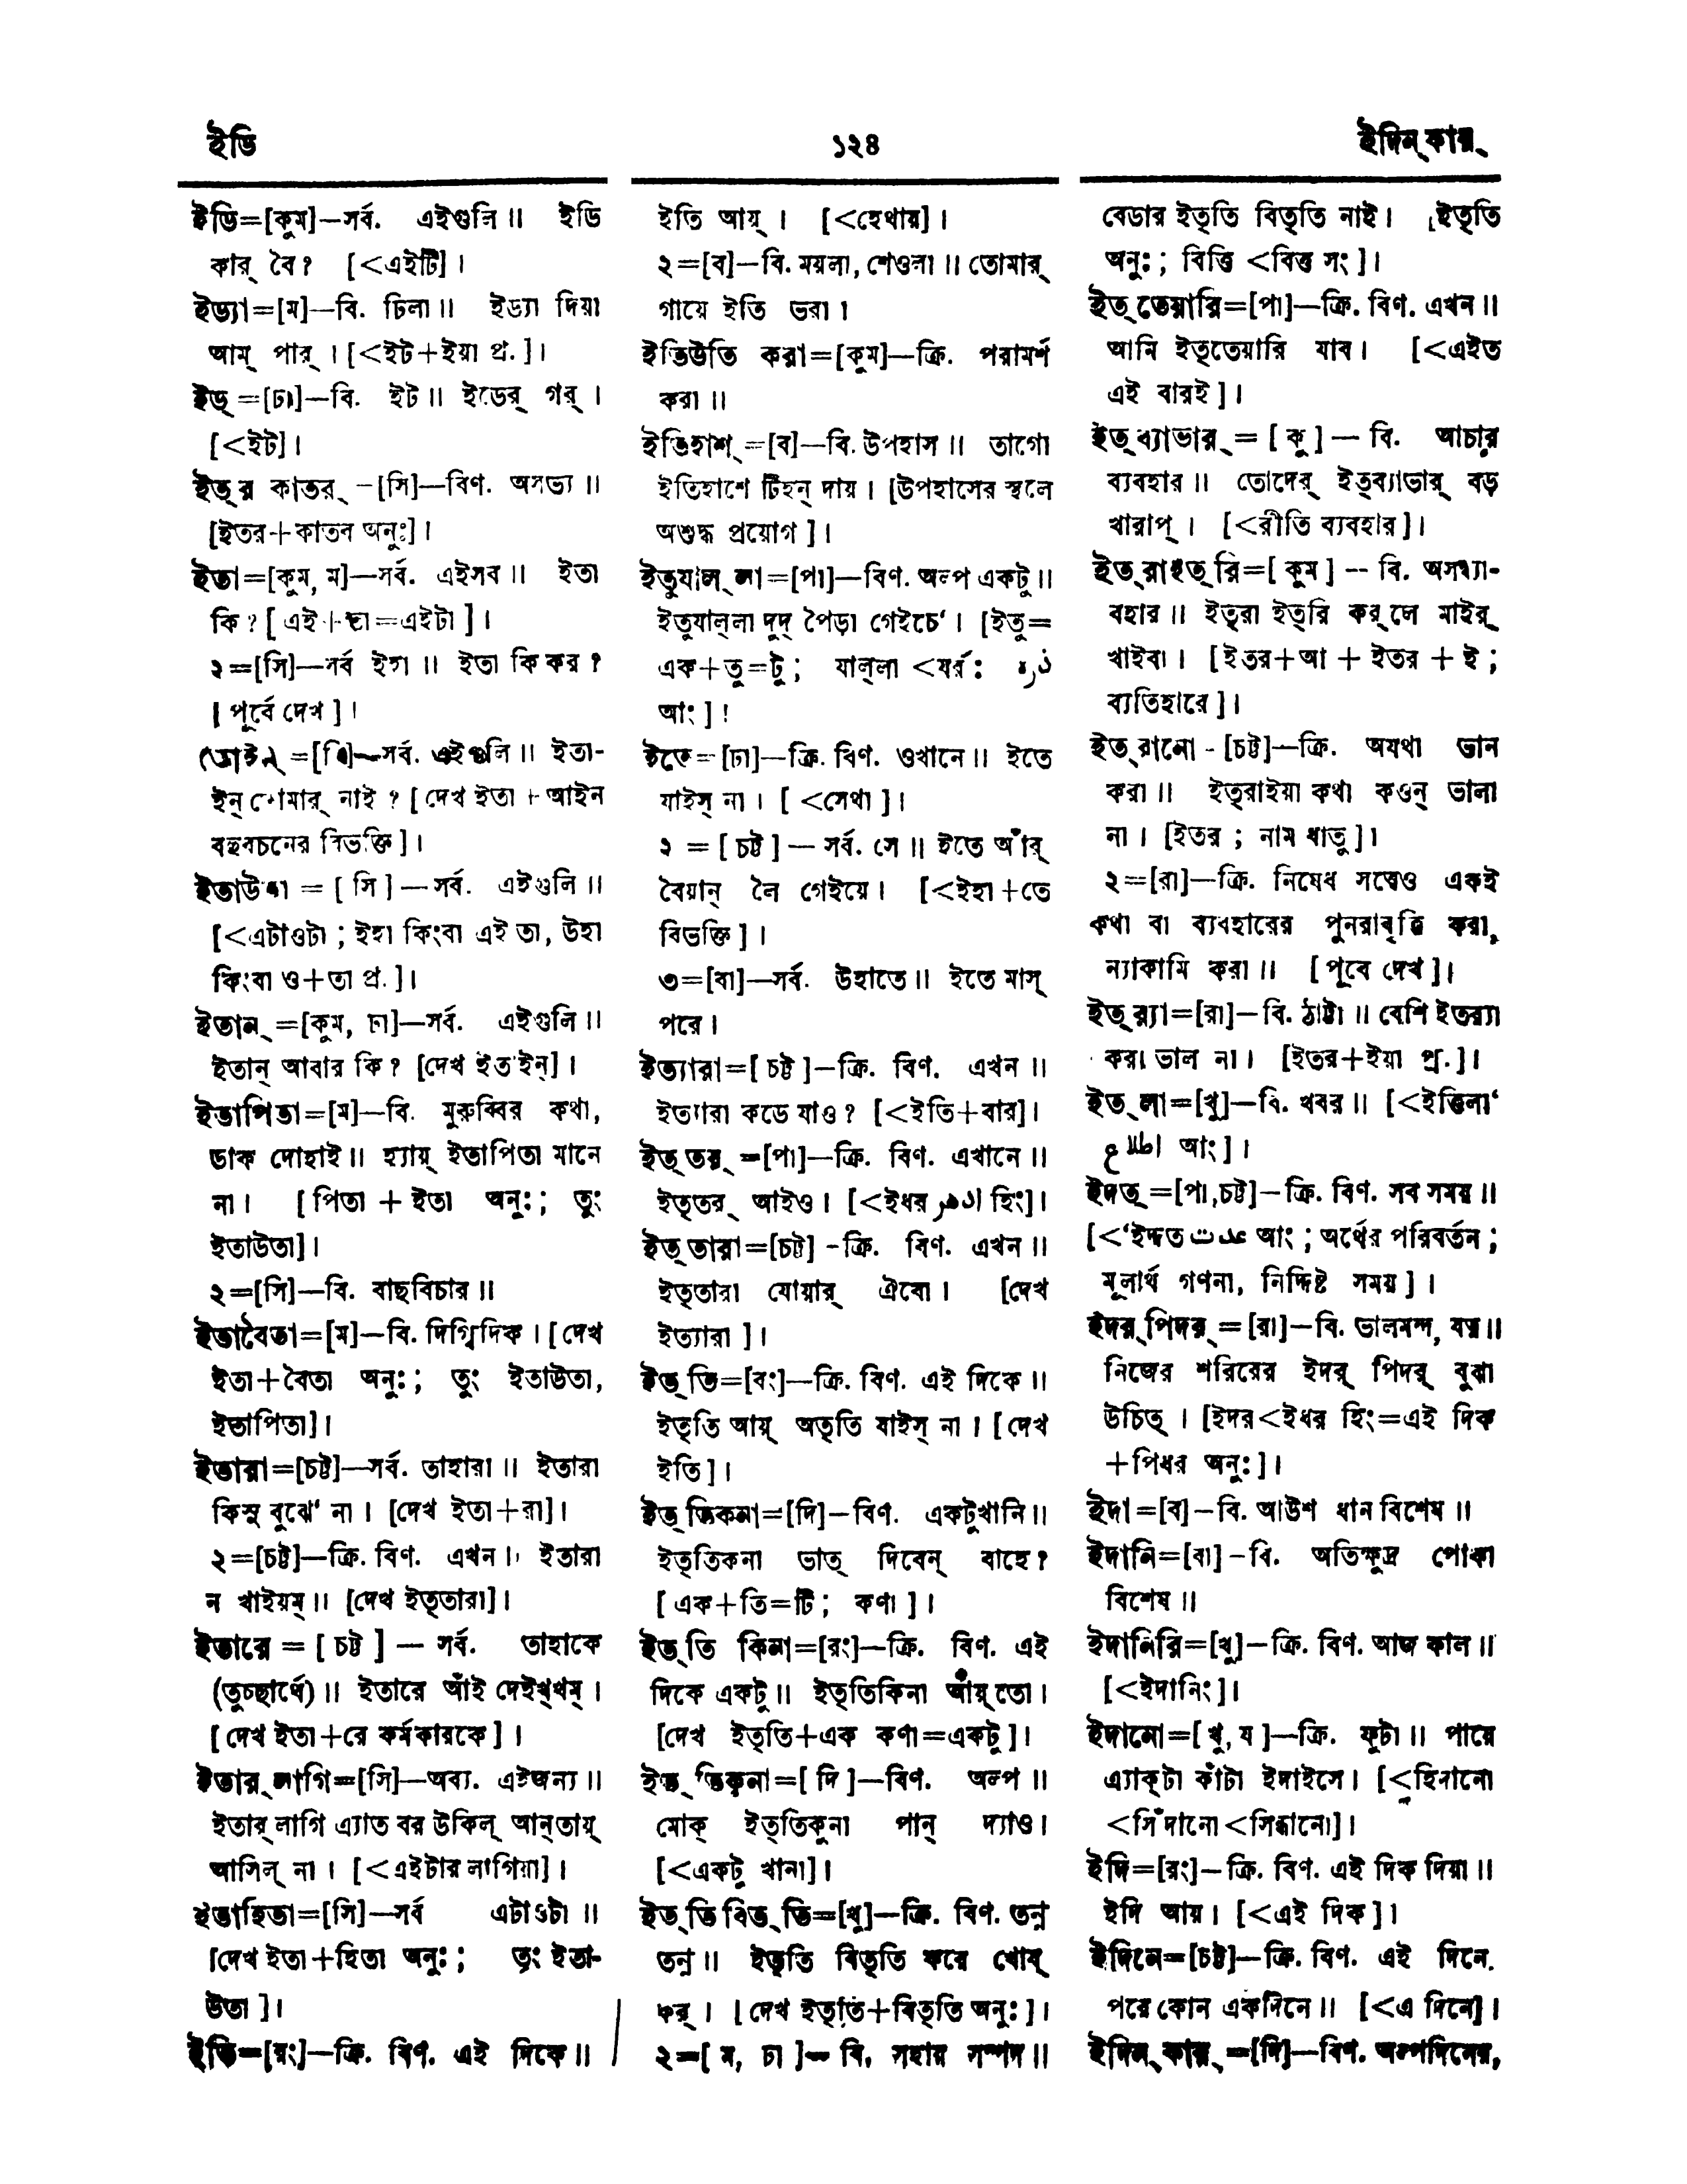 ইডি
১২৪
ইদিন্‌কার্‌
ইডি=[কুম]—সর্ব. এইগুলি॥ ইডি
কার্‌ বৈ? [<এইটি]।
ইড্যা=[ম]—বি. ঢিলা॥ ইড্যা দিয়া
আম্‌ পার্‌। [<ইট+ইয়া প্র.]।
ইড্‌=[ঢা]—বি. ইট॥ ইডের্‌ গর্‌।
[<ইট]।
ইত্‌র কাতর্‌ –[সি]—বিণ. অসভ্য॥
[ইতর+কাতর অনুঃ]।
ইতা=[কুম, ম]—সর্ব. এইসব॥ ইতা
কি? [এই+তা=এইটা]।
২=[সি]—সর্ব ইহা॥ ইতা কি কর?
[পূর্বে দেখ]।
=[সি]—সর্ব. এইগুলি॥ ইতা-
ইন্‌ তোমার্‌ নাই? [দেখ ইতা+আইন
বহুবচনের বিভক্তি]।
ইতাউতা = [সি]—সর্ব. এইগুলি॥
[<এটাওটা; ইহা কিংবা এই তা, উহা
কিংবা ও+তা প্র.]।
ইতান্‌=[কুম, ঢা]—সর্ব. এইগুলি॥
ইতান্‌ আবার কি? [দেখ ইতাইন্‌]।
ইতাপিতা=[ম]—বি. মুরুব্বির কথা,
ডাক দোহাই॥ হ্যায়্‌ ইতাপিতা মানে
না। [পিতা + ইতা অনুঃ; তুং
ইতাউতা]।
২=[সি]—বি. বাছবিচার॥
ইতাবৈতা=[ম]—বি. দিগ্বিদিক। [দেখ
ইতা+বৈতা অনুঃ; তুং ইতাউতা,
ইতাপিতা]।
ইতারা=[চট্ট]—সর্ব. তাহারা॥ ইতারা
কিস্‌সু বুঝে' না। [দেখ ইতা+রা]।
২=[চট্ট]—ক্রি. বিণ. এখন॥ ইতারা
ন খাইয়ম্‌॥ [দেখ ইত্‌তারা]।
ইতারে = [চট্ট] — সর্ব. তাহাকে
(তুচ্ছার্থে)॥ ইতারে আঁই দেইখ্‌থম্‌।
[দেখ ইতা+রে কর্মকারকে]।
ইতার্‌লাগি=[সি]—অব্য. এইজন্য॥
ইতার্‌লাগি এ্যাত বর উকিল্‌ আন্‌তায়্‌
আসিল্‌ না। [<এইটার লাগিয়া]।
ইতাহিতা=[সি]—সর্ব এটাওটা॥
[দেখ ইতা+হিতা অনুঃ; তুং ইতা-
উতা]।
ইতি=[রং]—ক্রি. বিণ. এই দিকে॥
ইতি আয়্‌। [<হেথায়]।
২=[ব]—বি. ময়লা, শেওলা॥ তোমার্‌
গায়ে ইতি ভরা।
ইতিউতি করা=[কুম]—ক্রি. পরামর্শ
করা॥
ইতিহাশ্‌=[ব]—বি. উপহাস॥ তাগো
ইতিহাশে টিহন্‌ দায়। [উপহাসের স্থলে
অশুদ্ধ প্রয়োগ]।
ইতুযাল্‌লা=[পা]—বিণ. অল্প একটু॥
ইতুযাল্‌লা দুদ্‌ পৈড়া গেইচে'। [ইতু=
এক+তু=টু; যাল্‌লা <যর্রঃ ذره
আং]।
ইতে=[ঢা]—ক্রি. বিণ. ওখানে॥ ইতে
যাইস্‌ না। [<সেথা]।
২ = [চট্ট] — সর্ব. সে॥ ইতে আঁর্‌
বৈয়ান্‌ লৈ গেইয়ে। [<ইহা+তে
বিভক্তি]।
৩=[বা]—সর্ব. উহাতে॥ ইতে মাস্‌
পরে।
ইত্যারা=[চট্ট]—ক্রি. বিণ. এখন॥
ইত্যারা কডে যাও? [<ইতি+বার]।
ইত্‌তর্‌=[পা]—ক্রি. বিণ. এখানে॥
ইত্‌তর্‌ আইও। [<ইধর ادهر হিং]।
ইত্‌তারা=[চট্ট] –ক্রি. বিণ. এখন॥
ইত্‌তারা যোয়ার্‌ ঐবো। [দেখ
ইত্যারা]।
ইত্‌তি=[রং]—ক্রি. বিণ. এই দিকে॥
ইত্‌তি আয়্‌ অত্‌তি যাইস্‌ না। [দেখ
ইতি]।
ইত্‌তিকনা=[দি]—বিণ. একটুখানি॥
ইত্‌তিকনা ভাত্‌ দিবেন্‌ বাহে?
[এক+তি=টি; কণা]।
ইত্‌তি কিনা=[রং]—ক্রি. বিণ. এই
দিকে একটু॥ ইত্‌তিকিনা আঁয়্‌তো।
[দেখ ইত্‌তি+এক কণা=একটু]।
ইত্‌তিকুনা=[দি]—বিণ. অল্প॥
মোক্‌ ইত্‌তিকুনা পান্‌ দ্যাও।
[<একটু খানা]।
ইত্‌তি বিত্‌তি=[খু]—ক্রি. বিণ. তন্ন
তন্ন॥ ইত্‌তি বিত্‌তি করে খোঁয্‌
কর্‌। [দেখ ইত্‌তি+বিত্‌তি অনুঃ]।
২=[ম, ঢা]—বি. সহায় সম্পদ॥
বেডার ইত্‌তি বিত্‌তি নাই। [ইত্‌তি
অনুঃ; বিত্তি <বিত্ত সং]।
ইত্‌তেয়ারি=[পা]—ক্রি. বিণ. এখন॥
আনি ইত্‌তেয়ারি যাব। [<এইত
এই বারই]।
ইত্‌ব্যাভার্‌=[কু]— বি. আচার
ব্যবহার॥ তোদের্‌ ইত্‌ব্যাভার্‌ বড়
খারাপ্‌। [<রীতি ব্যবহার]।
ইত্‌রাইত্‌রি=[কুম] -- বি. অসদ্ব্যা-
বহার॥ ইত্‌রা ইত্‌রি কর্‌লে মাইর্‌
খাইবা। [ইতর+আ + ইতর + ই;
ব্যতিহারে]।
ইত্‌রানো - [চট্ট]—ক্রি. অযথা ভান
করা॥ ইত্‌রাইয়া কথা কওন্‌ ভালা
না। [ইতর; নাম ধাতু]।
২=[রা]—ক্রি. নিষেধ সত্ত্বেও একই
কথা বা ব্যবহারের পুনরাবৃত্তি করা,
ন্যাকামি করা॥ [পূবে দেখ]।
ইত্‌র‍্যা=[রা]—বি. ঠাট্টা॥ বেশি ইতর‍্যা
করা ভাল না। [ইতর+ইয়া প্র.]।
ইত্‌লা=[খু]—বি. খবর॥ [<ইত্তিলা'
اطلاع আং]।
ইদত্‌=[পা,চট্ট]—ক্রি. বিণ. সব সময়॥
[<'ইদ্দত عدت আং; অর্থের পরিবর্তন;
মূলার্থ গণনা, নিদ্দিষ্ট সময়]।
ইদর্‌পিদর্‌=[রা]—বি. ভালমন্দ, যত্ন॥
নিজের শরিরের ইদর্‌ পিদর্‌ বুঝা
উচিত্‌। [ইদর<ইধর হিং=এই দিক
+পিধর অনুঃ]।
ইদা=[ব]—বি. আউশ ধান বিশেষ॥
ইদানি=[বা]–বি. অতিক্ষুদ্র পোকা
বিশেষ॥
ইদানিরি=[খু]—ক্রি. বিণ. আজ কাল॥
[<ইদানিং]।
ইদানো=[খু, য]—ক্রি. ফুটা॥ পায়ে
এ্যাক্‌টা কাঁটা ইদাইসে। [<হিদানো
<সিঁদানো<সিন্ধানো]।
ইদি=[রং]—ক্রি. বিণ. এই দিক দিয়া॥
ইদি আয়। [<এই দিক]।
ইদিনে=[চট্ট]—ক্রি. বিণ. এই দিনে.
পরে কোন একদিনে॥ [<এ দিনে]।
ইদিন্‌কার্‌=[দি]—বিণ. অল্পদিনের,